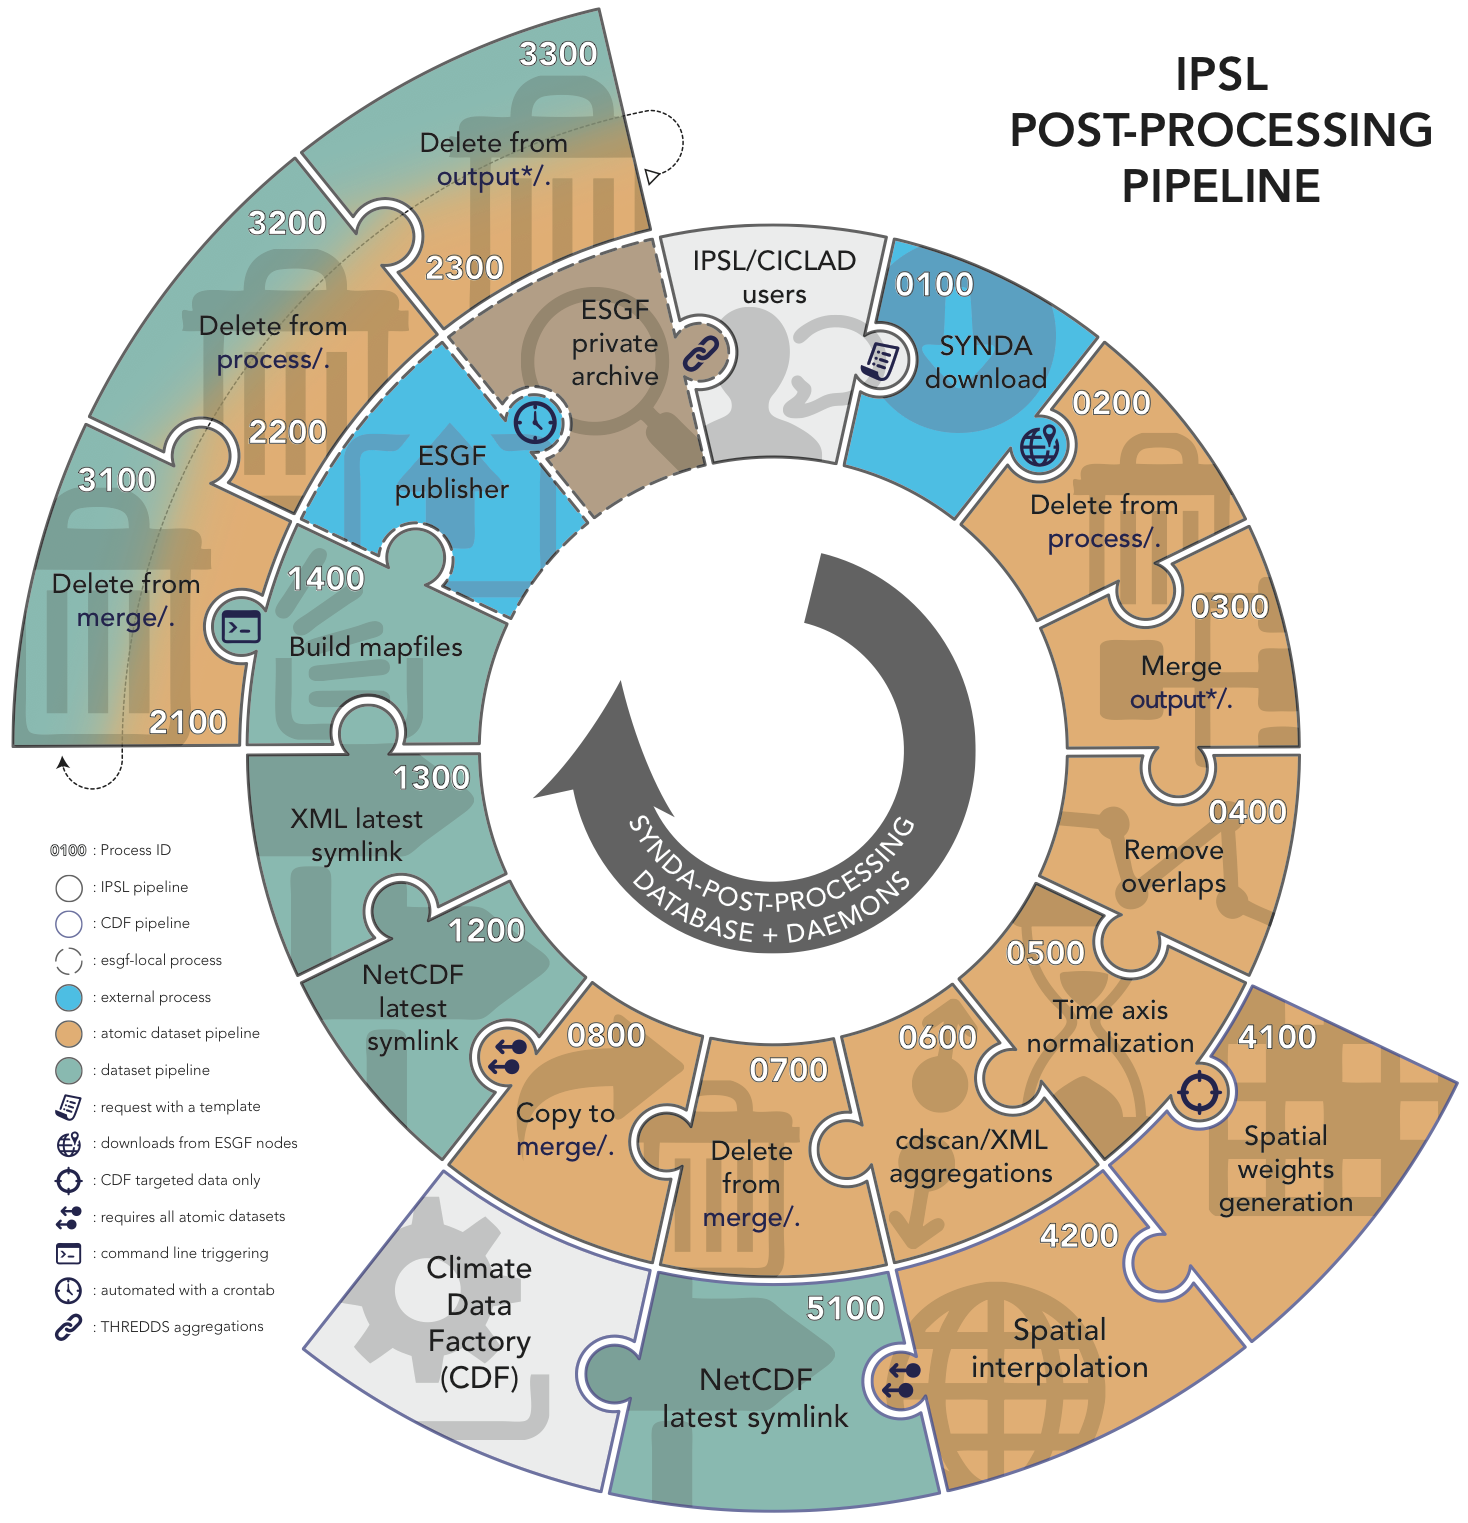 IPSL
POST-PROCESSING
PIPELINE
3300
Delete from
output*/.
2300
3200
Delete from
process/.
2200
3100
Delete from
merge/.
2100
IPSL/CICLAD
users
0100
SYNDA
download
0200
Delete from
process/.
0300
Merge
output*/.
0400
Remove
overlaps
0500
Time axis
normalization
4100
Spatial
weights
generation
0600
cdscan/XML
aggregations
4200
Spatial
interpolation
0700
Delete
from
merge/.
5100
NetCDF
latest symlink
0800
Copy to
merge/.
Climate
Data
Factory
(CDF)
1200
NetCDF
latest
symlink
1300
XML latest
symlink
1400
Build mapfiles
ESGF
publisher
ESGF
private
archive
SYNDA-POST-PROCESSING
DATABASE + DAEMONS
0100 : Process ID
: IPSL pipeline
: CDF pipeline
: esgf-local process
: external process
: atomic dataset pipeline
: dataset pipeline
: request with a template
: downloads from ESGF nodes
: CDF targeted data only
: requires all atomic datasets
: command line triggering
: automated with a crontab
: THREDDS aggregations